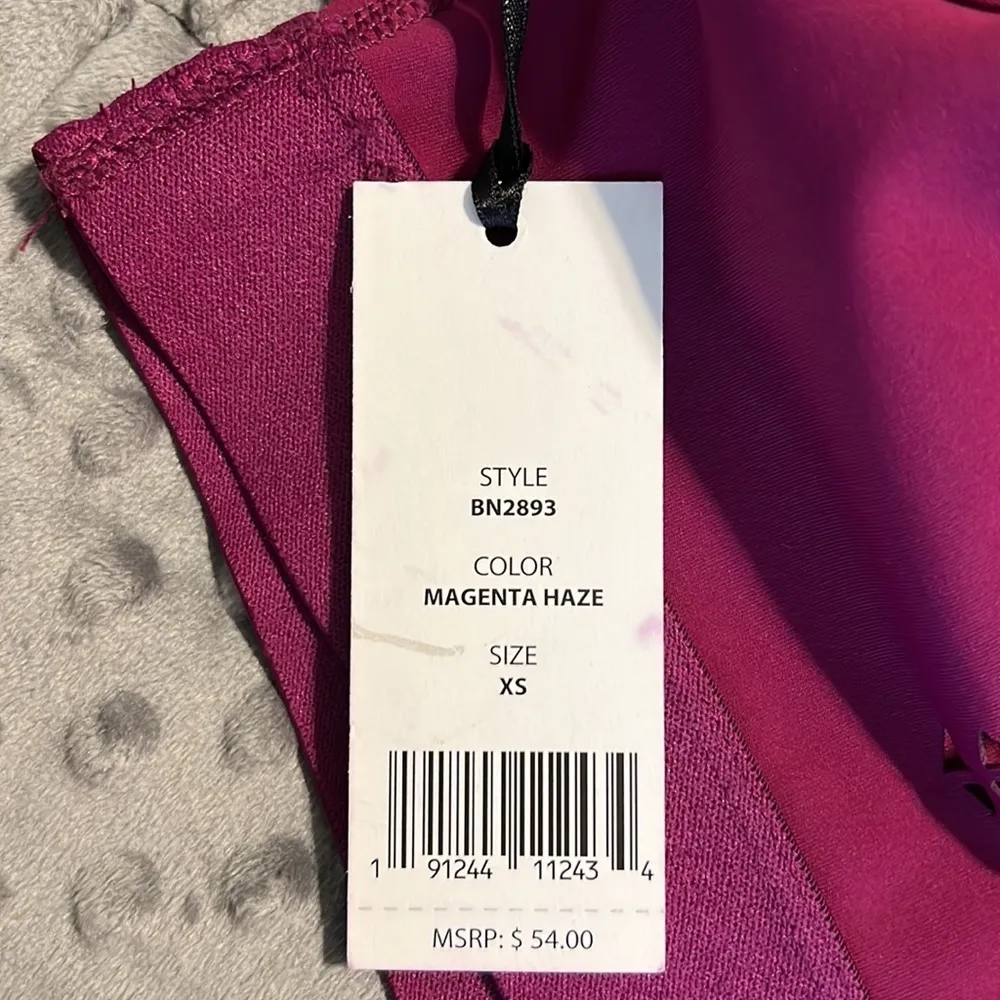 STYLE
BN2893
COLOR
MAGENTA HAZE
SIZE
XS
1 91244 11243 4
MSRP: $ 54.00